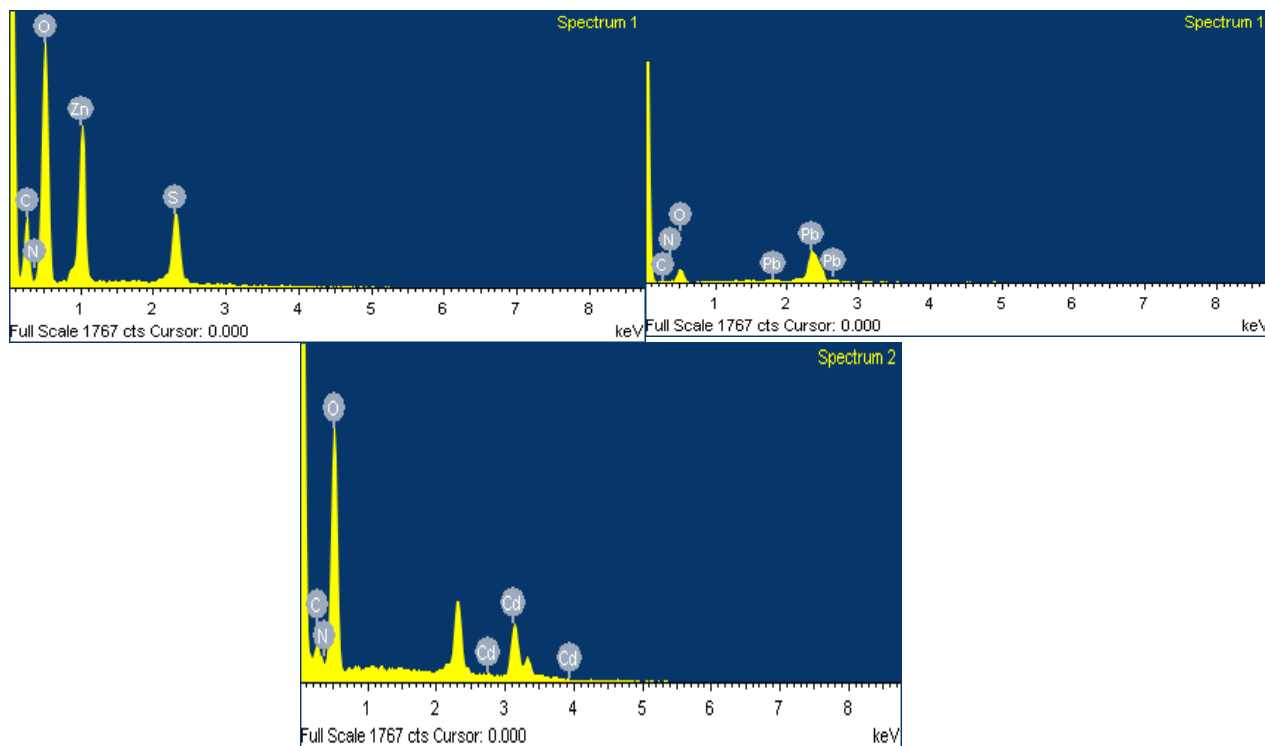 Spectrum 1
O
Zn
C
S
N
1 2 3 4 5 6 7 8
Full Scale 1767 cts Cursor: 0.000 keV
Spectrum 1
O
N
Pb
C
Pb
Pb
1 2 3 4 5 6 7 8
Full Scale 1767 cts Cursor: 0.000 keV
Spectrum 2
O
C
Cd
N
Cd
Cd
1 2 3 4 5 6 7 8
Full Scale 1767 cts Cursor: 0.000 keV